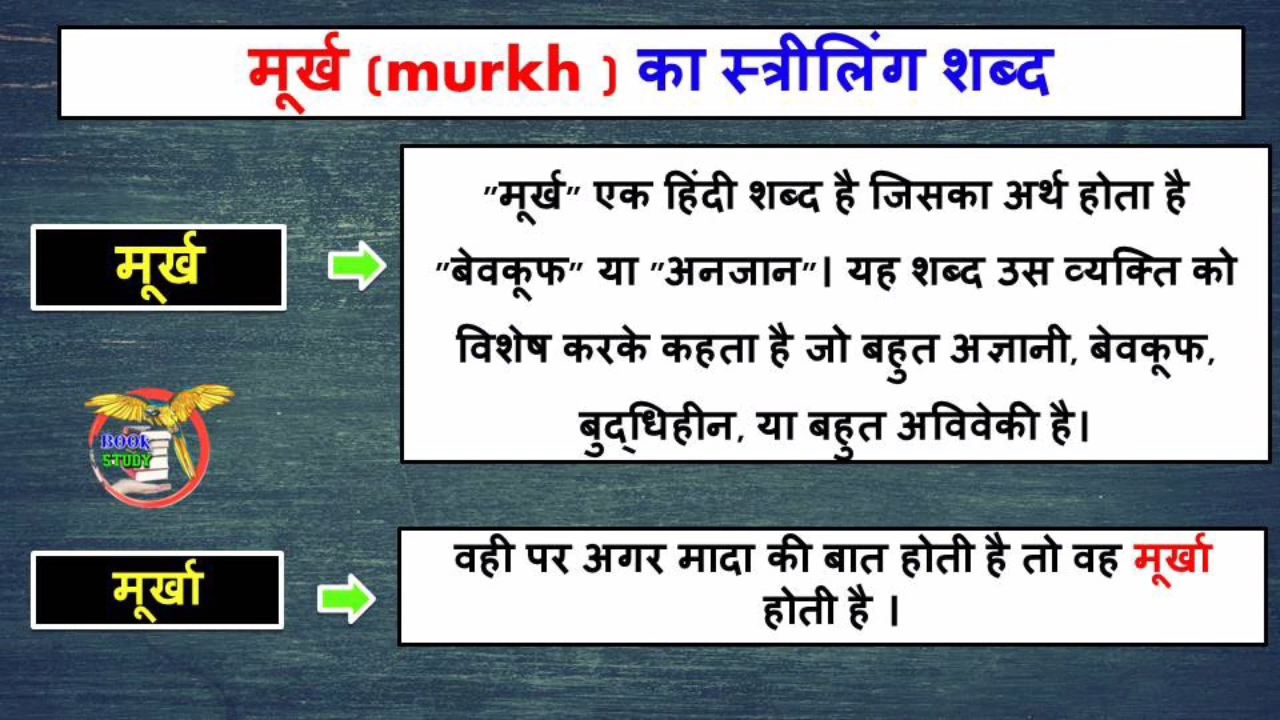 मूर्ख (murkh ) का स्त्रीलिंग शब्द
मूर्ख
"मूर्ख" एक हिंदी शब्द है जिसका अर्थ होता है
"बेवकूफ" या "अनजान"। यह शब्द उस व्यक्ति को
विशेष करके कहता है जो बहुत अज्ञानी, बेवकूफ,
बुद्धिहीन, या बहुत अविवेकी है।
BOOK
STUDY
मूर्खा
वही पर अगर मादा की बात होती है तो वह मूर्खा
होती है ।